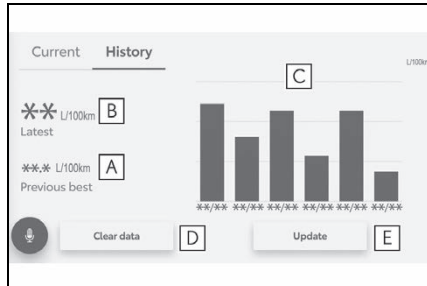 Current History
C
L/100km
**
L/100km B
Latest
**.* L/100km A
Previous best
**/** **/** **/** **/** **/** **/**
Clear data D Update E